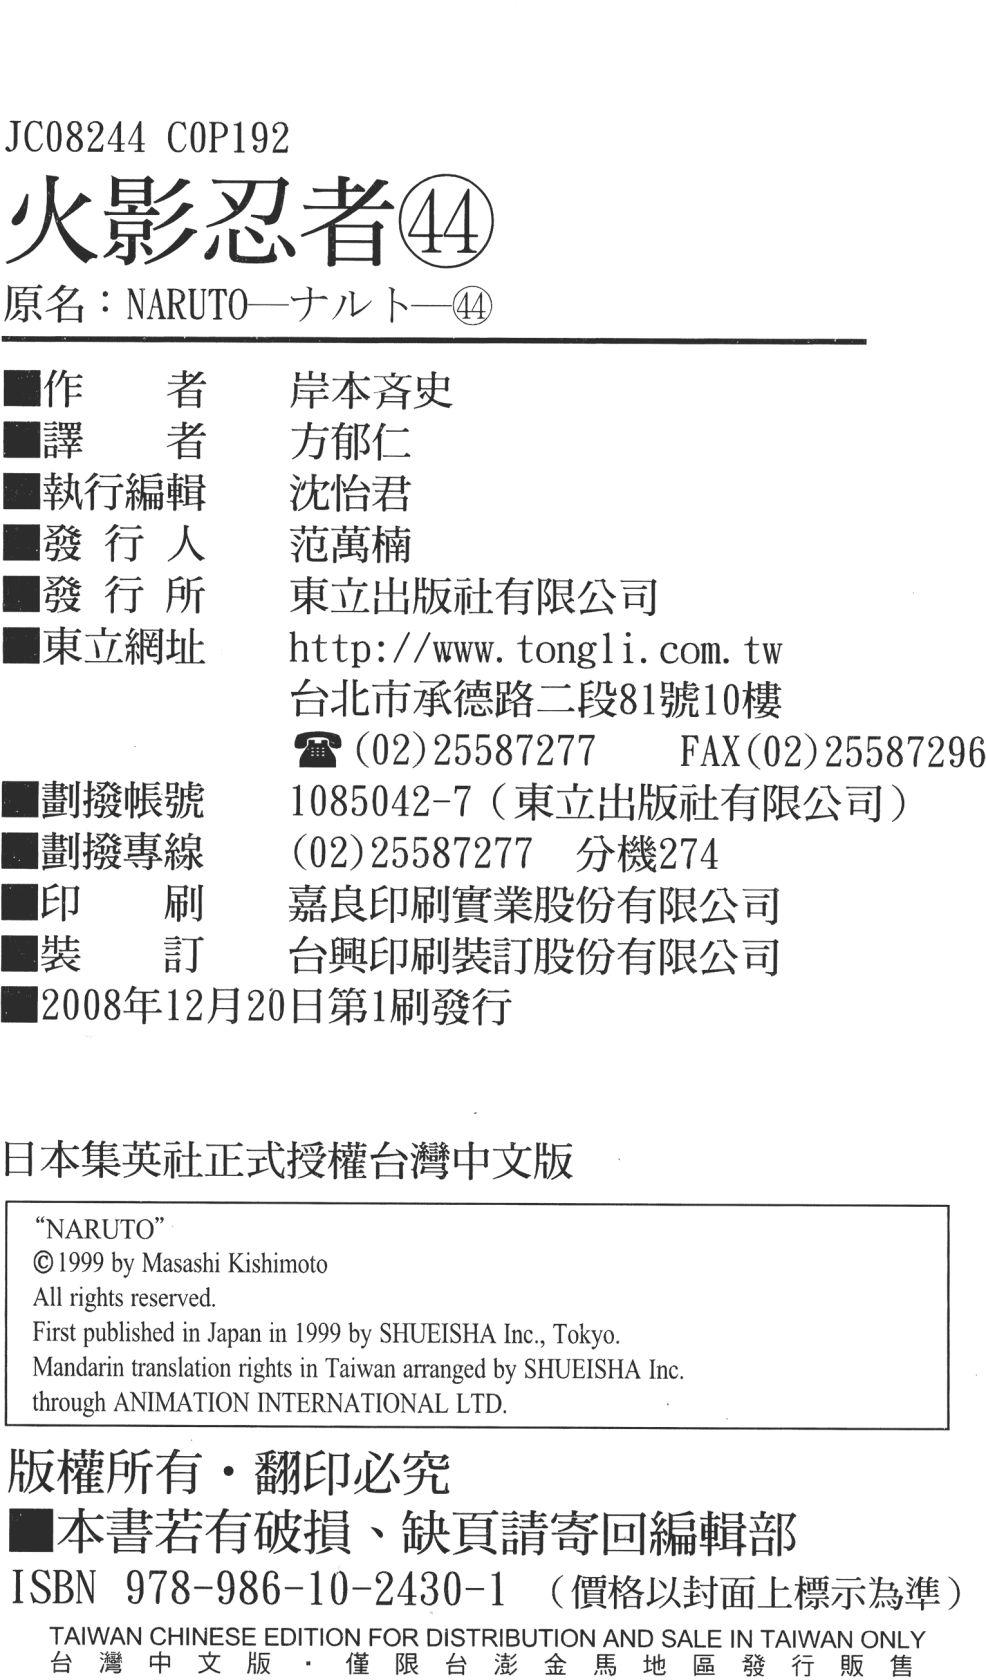 JC08244 C0P192
火影忍者㊹
原名：NARUTO—ナルト—㊹
■作者 岸本斉史
■譯者 方郁仁
■執行編輯 沈怡君
■發行人 范萬楠
■發行所 東立出版社有限公司
■東立網址 http://www.tongli.com.tw
台北市承德路二段81號10樓
☎(02)25587277 FAX(02)25587296
■劃撥帳號 1085042-7（東立出版社有限公司）
■劃撥專線 (02)25587277 分機274
■印刷 嘉良印刷實業股份有限公司
■裝訂 台興印刷裝訂股份有限公司
■2008年12月20日第1刷發行
日本集英社正式授權台灣中文版
“NARUTO”
©1999 by Masashi Kishimoto
All rights reserved.
First published in Japan in 1999 by SHUEISHA Inc., Tokyo.
Mandarin translation rights in Taiwan arranged by SHUEISHA Inc.
through ANIMATION INTERNATIONAL LTD.
版權所有・翻印必究
■本書若有破損、缺頁請寄回編輯部
ISBN 978-986-10-2430-1（價格以封面上標示為準）
TAIWAN CHINESE EDITION FOR DISTRIBUTION AND SALE IN TAIWAN ONLY
台灣中文版・僅限台澎金馬地區發行販售